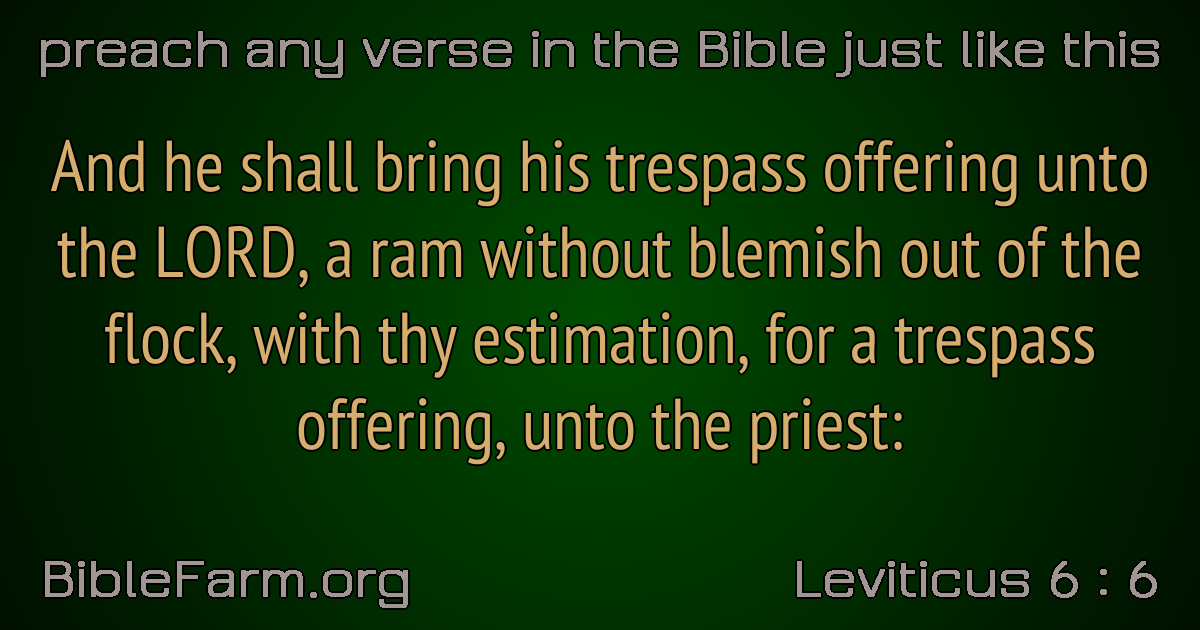 preach any verse in the Bible just like this
And he shall bring his trespass offering unto
the LORD, a ram without blemish out of the
flock, with thy estimation, for a trespass
offering, unto the priest:
BibleFarm.org
Leviticus 6 : 6